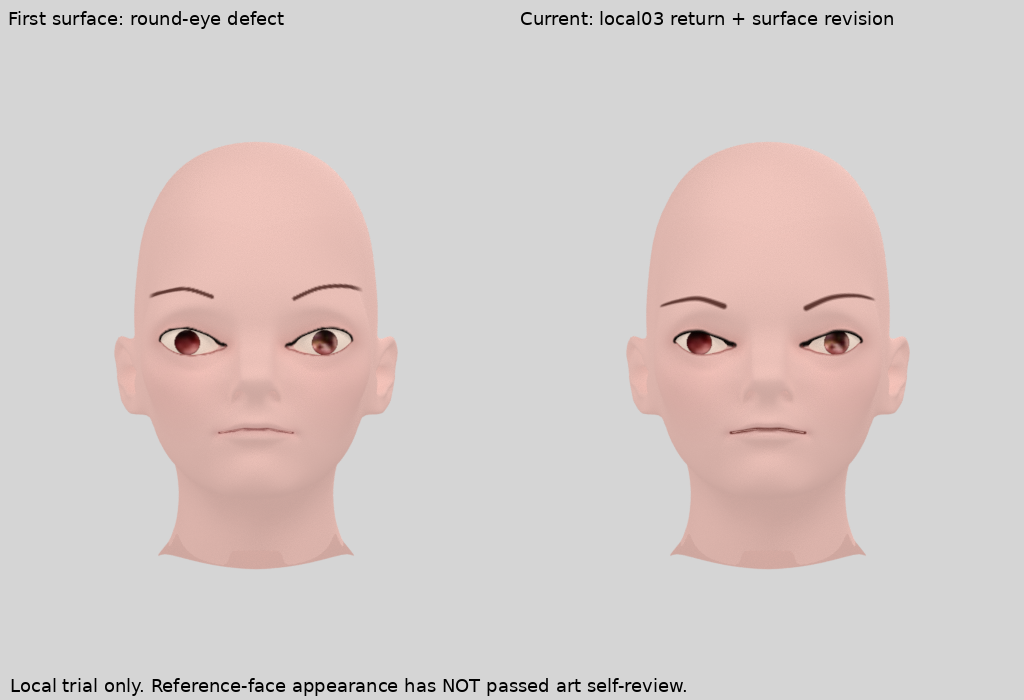 First surface: round-eye defect
Current: local03 return + surface revision
Local trial only. Reference-face appearance has NOT passed art self-review.